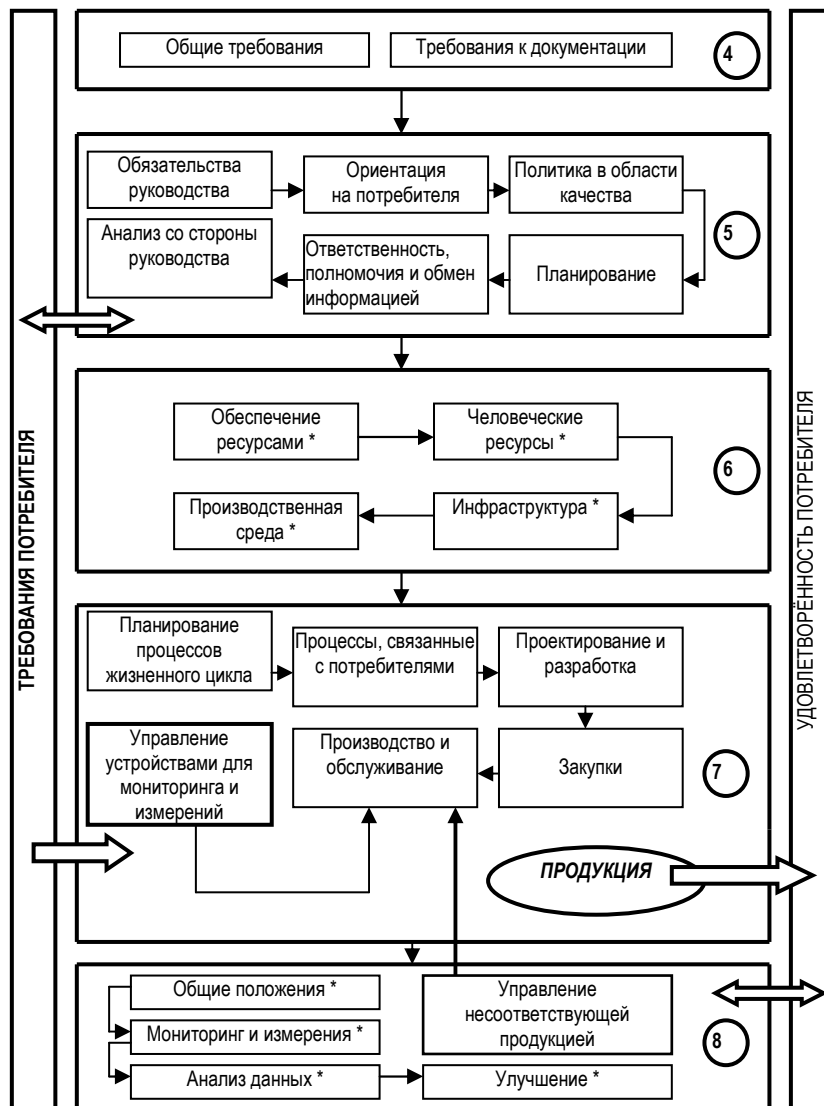 Общие требования
Требования к документации
4
Обязательства
руководства
Ориентация
на потребителя
Политика в области
качества
Анализ со стороны
руководства
Ответственность,
полномочия и обмен
информацией
Планирование
5
ТРЕБОВАНИЯ ПОТРЕБИТЕЛЯ
УДОВЛЕТВОРЁННОСТЬ ПОТРЕБИТЕЛЯ
Обеспечение
ресурсами *
Человеческие
ресурсы *
Производственная
среда *
Инфраструктура *
6
Планирование
процессов
жизненного цикла
Процессы, связанные
с потребителями
Проектирование и
разработка
Управление
устройствами для
мониторинга и
измерений
Производство и
обслуживание
Закупки
7
ПРОДУКЦИЯ
Общие положения *
Мониторинг и измерения *
Анализ данных *
Управление
несоответствующей
продукцией
Улучшение *
8